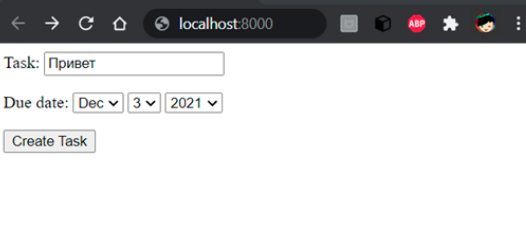 localhost:8000
ABP
Task: Привет
Due date: Dec 3 2021
Create Task